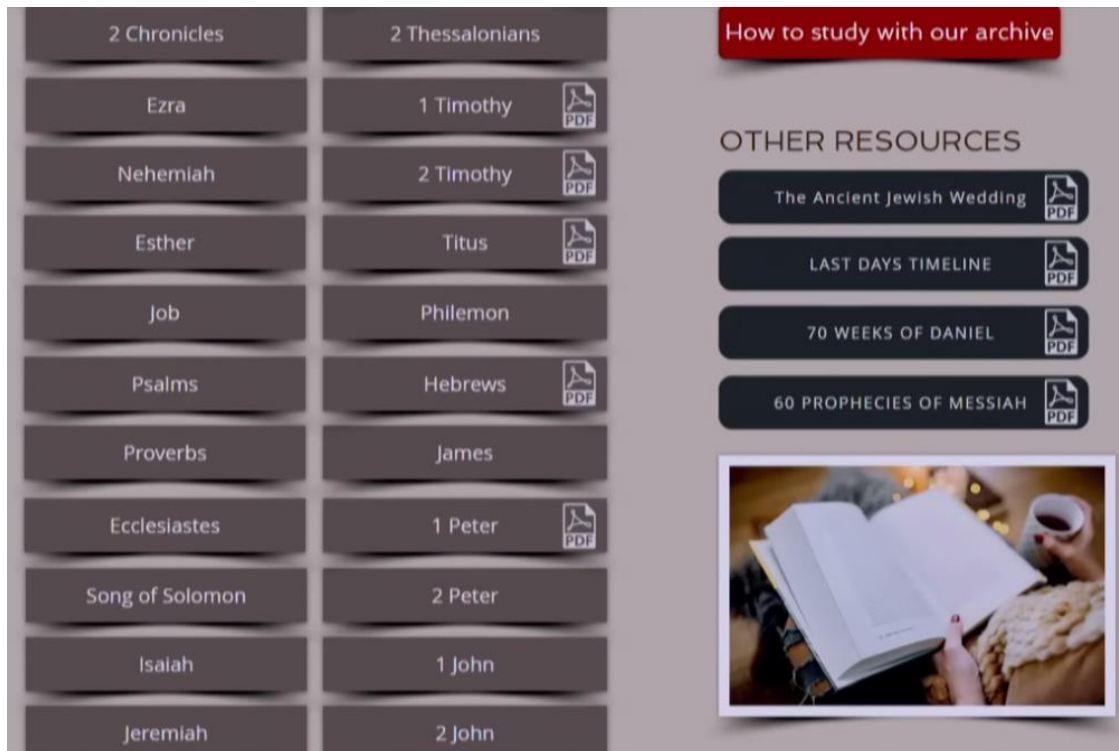 2 Chronicles
Ezra
Nehemiah
Esther
Job
Psalms
Proverbs
Ecclesiastes
Song of Solomon
Isaiah
Jeremiah
2 Thessalonians
1 Timothy
PDF
2 Timothy
PDF
Titus
PDF
Philemon
Hebrews
PDF
James
1 Peter
PDF
2 Peter
1 John
2 John
How to study with our archive
OTHER RESOURCES
The Ancient Jewish Wedding
PDF
LAST DAYS TIMELINE
PDF
70 WEEKS OF DANIEL
PDF
60 PROPHECIES OF MESSIAH
PDF